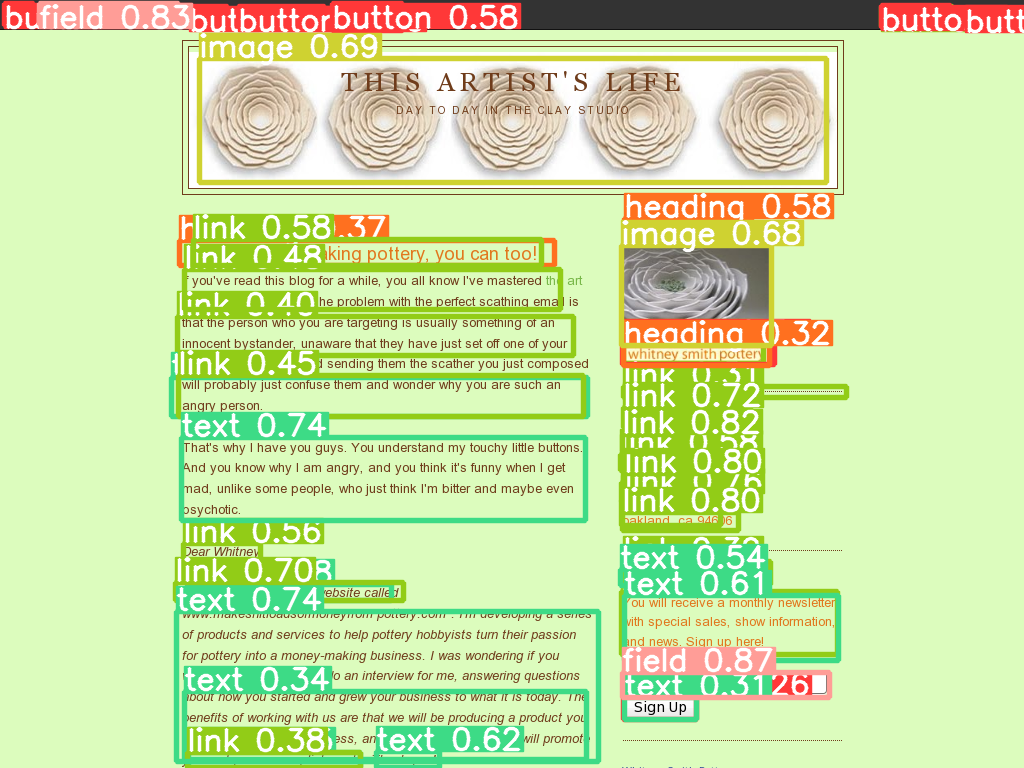 bu field 0.83 but button button 0.58 butto butt
image 0.69
THIS ARTIST'S LIFE
DAY TO DAY IN THE CLAY STUDIO
heading 0.58
link 0.58 .37
image 0.68
link 0.48 king pottery, you can too!
If you've read this blog for a while, you all know I've mastered the art
link 0.40 he problem with the perfect scathing email is
that the person who you are targeting is usually something of an
heading 0.32
innocent bystander, unaware that they have just set off one of your
whitney smith pottery
link 0.45 sending them the scather you just composed
link 0.31
will probably just confuse them and wonder why you are such an
link 0.72
angry person.
text 0.74
link 0.82
That's why I have you guys. You understand my touchy little buttons.
link 0.58
And you know why I am angry, and you think it's funny when I get
link 0.80
mad, unlike some people, who just think I'm bitter and maybe even
link 0.76
psychotic.
link 0.80
oakland, ca 94606
link 0.56
Dear Whitney
text 0.54
link 0.70 8
text 0.61
website called
text 0.74
You will receive a monthly newsletter
www.makeshitloadsofmoneyfrom pottery.com . I'm developing a series
with special sales, show information,
of products and services to help pottery hobbyists turn their passion
and news. Sign up here!
for pottery into a money-making business. I was wondering if you
field 0.87
text 0.34 o an interview for me, answering questions
text 0.31 26
about how you started and grew your business to what it is today. The
Sign Up
benefits of working with us are that we will be producing a product you
link 0.38 ess, an text 0.62 will promote